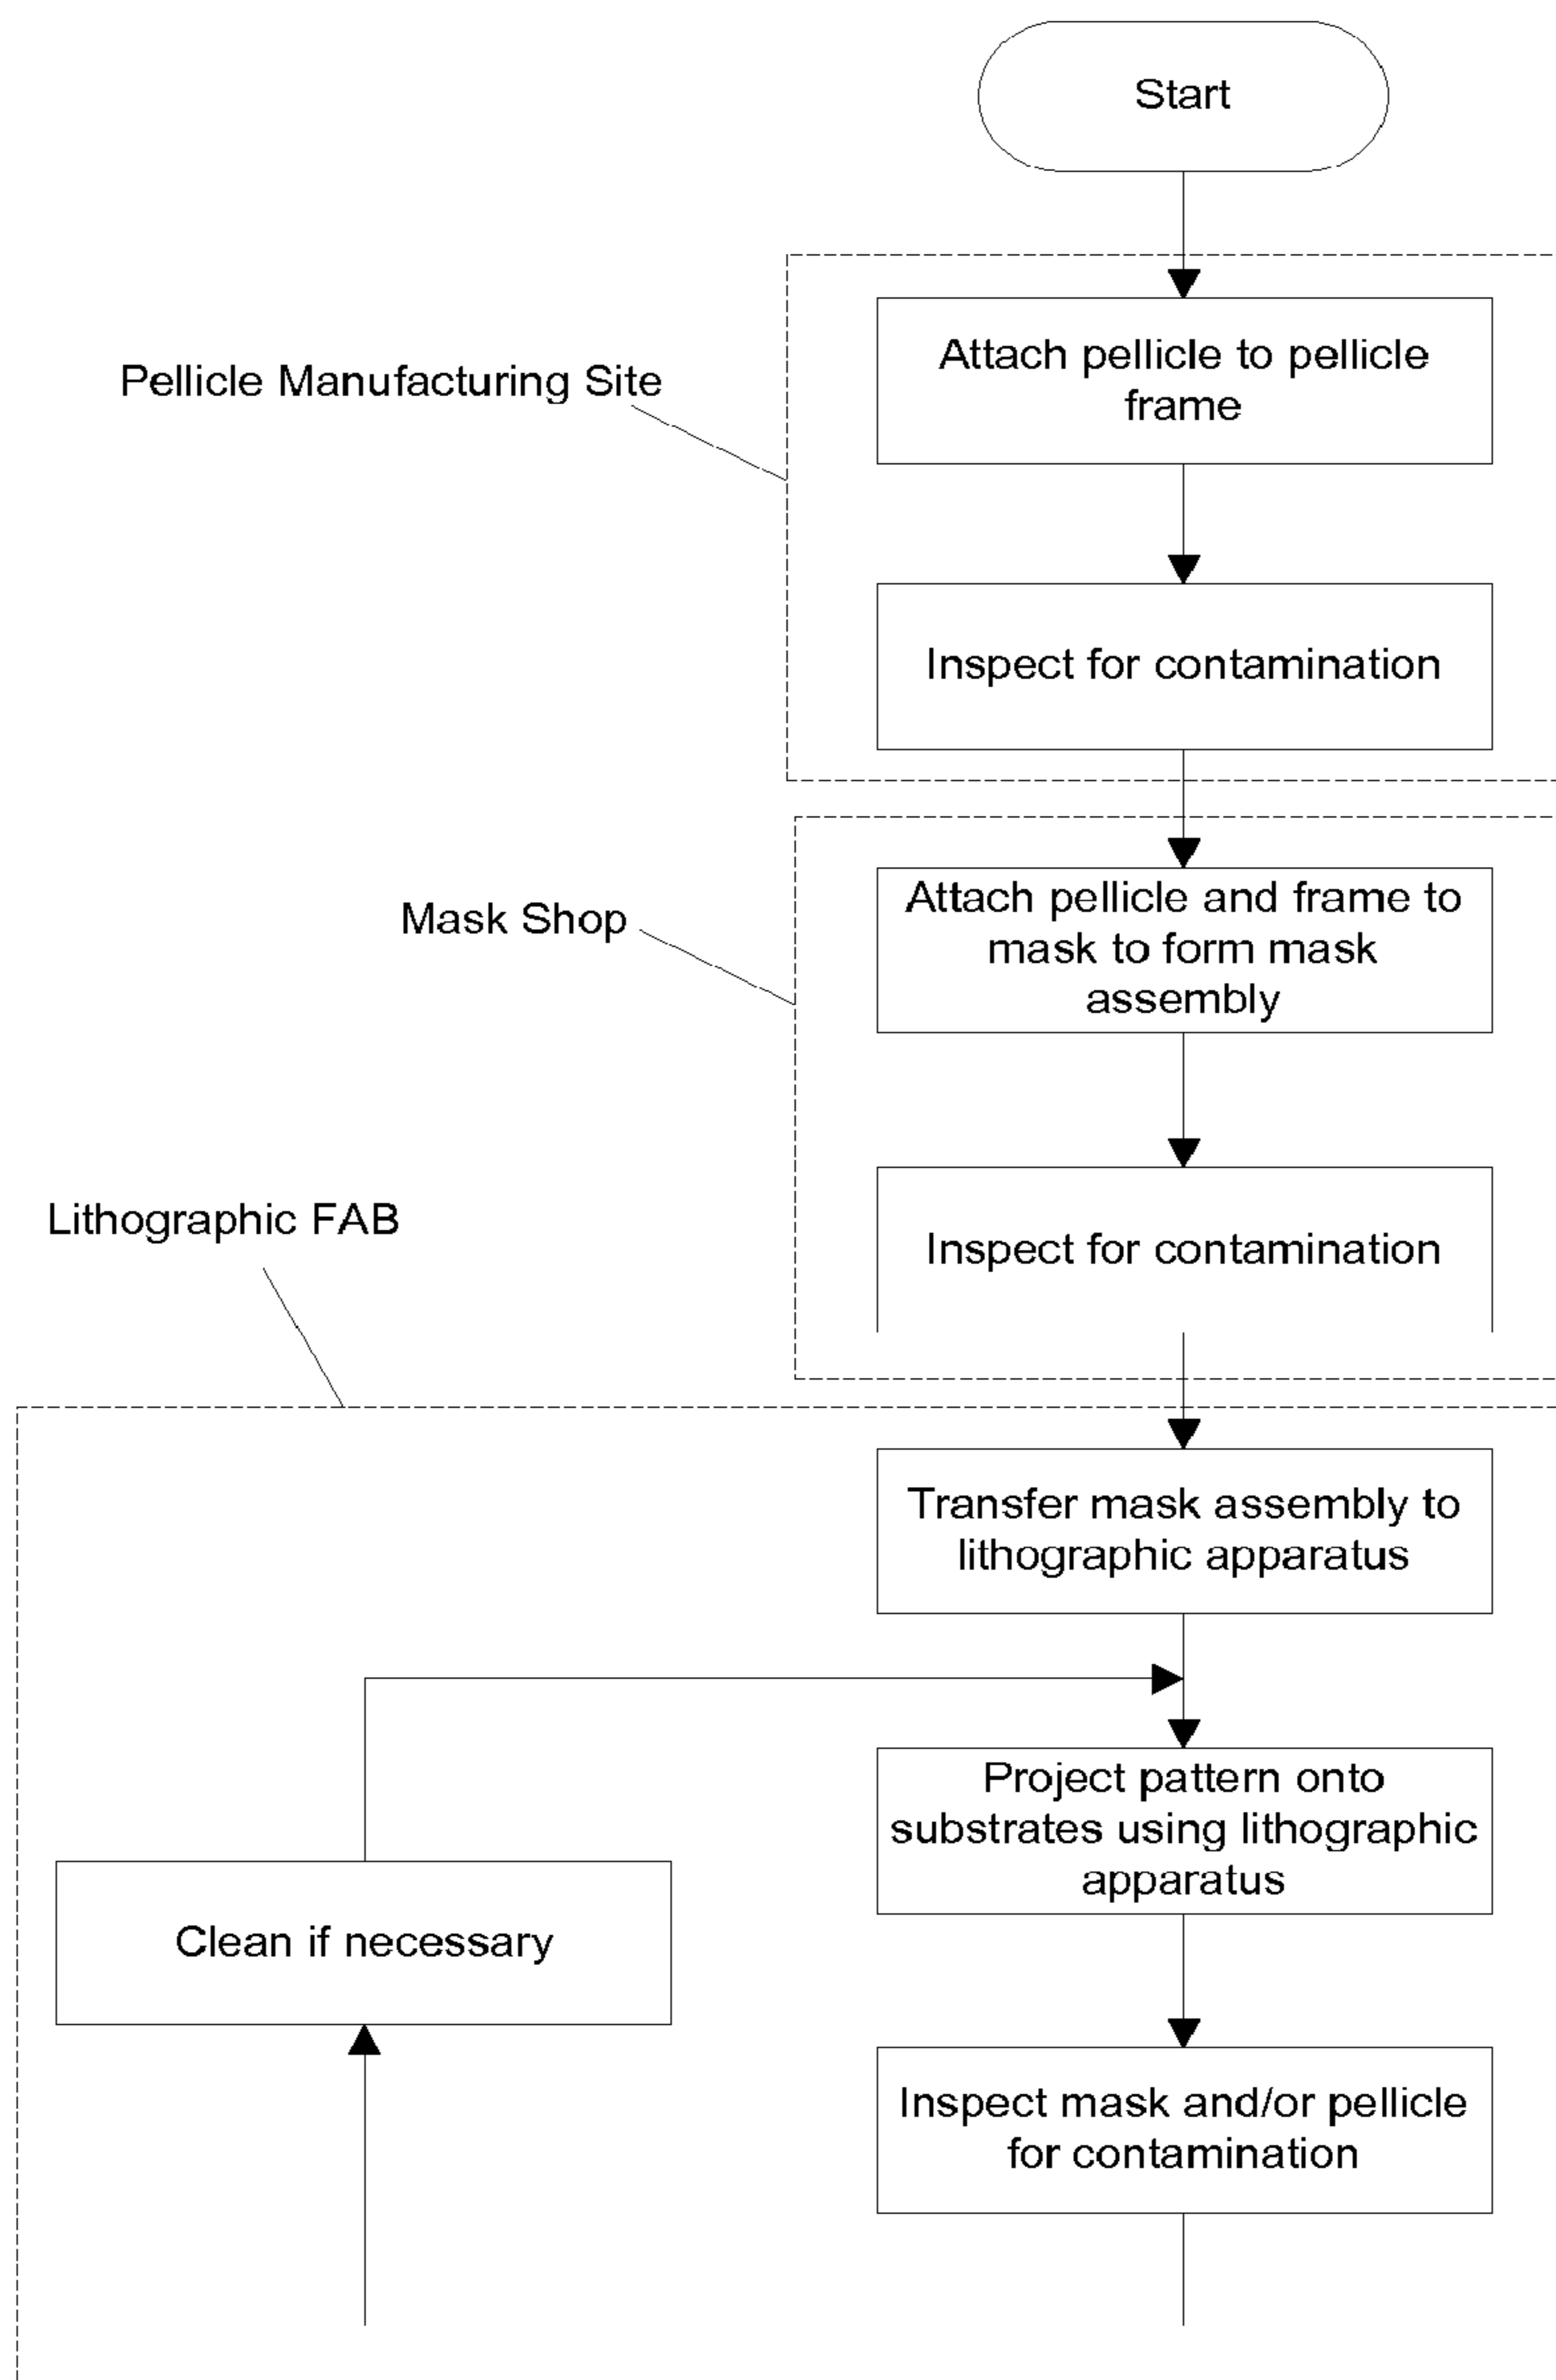 Start
Pellicle Manufacturing Site
Attach pellicle to pellicle
frame
Inspect for contamination
Mask Shop
Attach pellicle and frame to
mask to form mask
assembly
Inspect for contamination
Lithographic FAB
Transfer mask assembly to
lithographic apparatus
Project pattern onto
substrates using lithographic
apparatus
Clean if necessary
Inspect mask and/or pellicle
for contamination